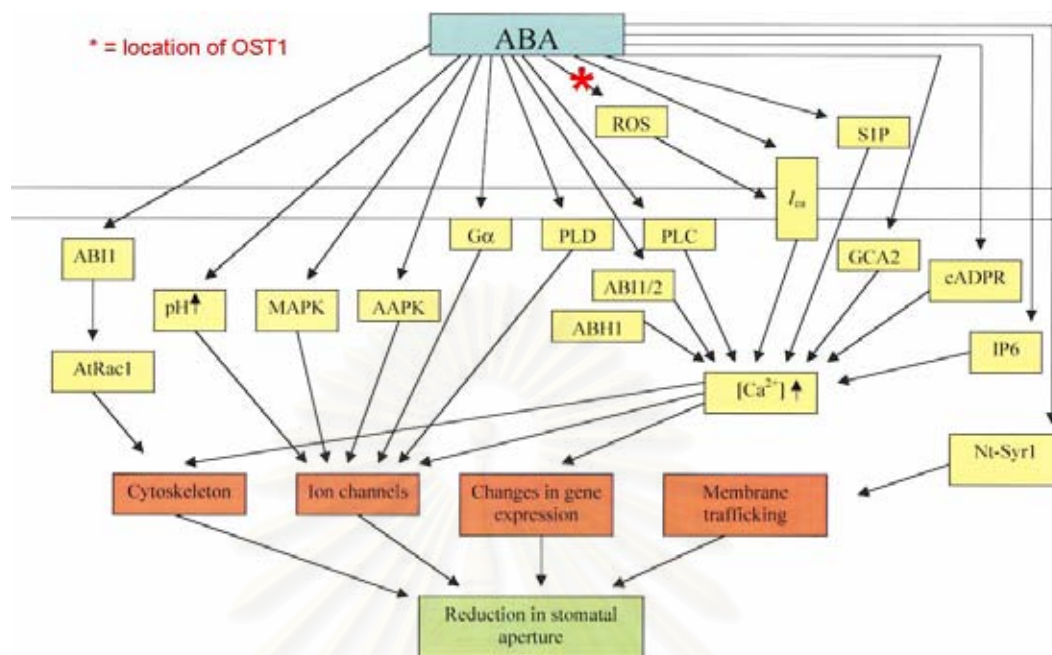 * = location of OST1
ABA
ROS
S1P
I ca
Gα
PLD
PLC
ABI1
GCA2
cADPR
ABI1/2
pH↑
MAPK
AAPK
ABH1
IP6
AtRac1
[Ca²⁺]↑
Nt-Syr1
Cytoskeleton
Ion channels
Changes in gene
expression
Membrane
trafficking
Reduction in stomatal
aperture